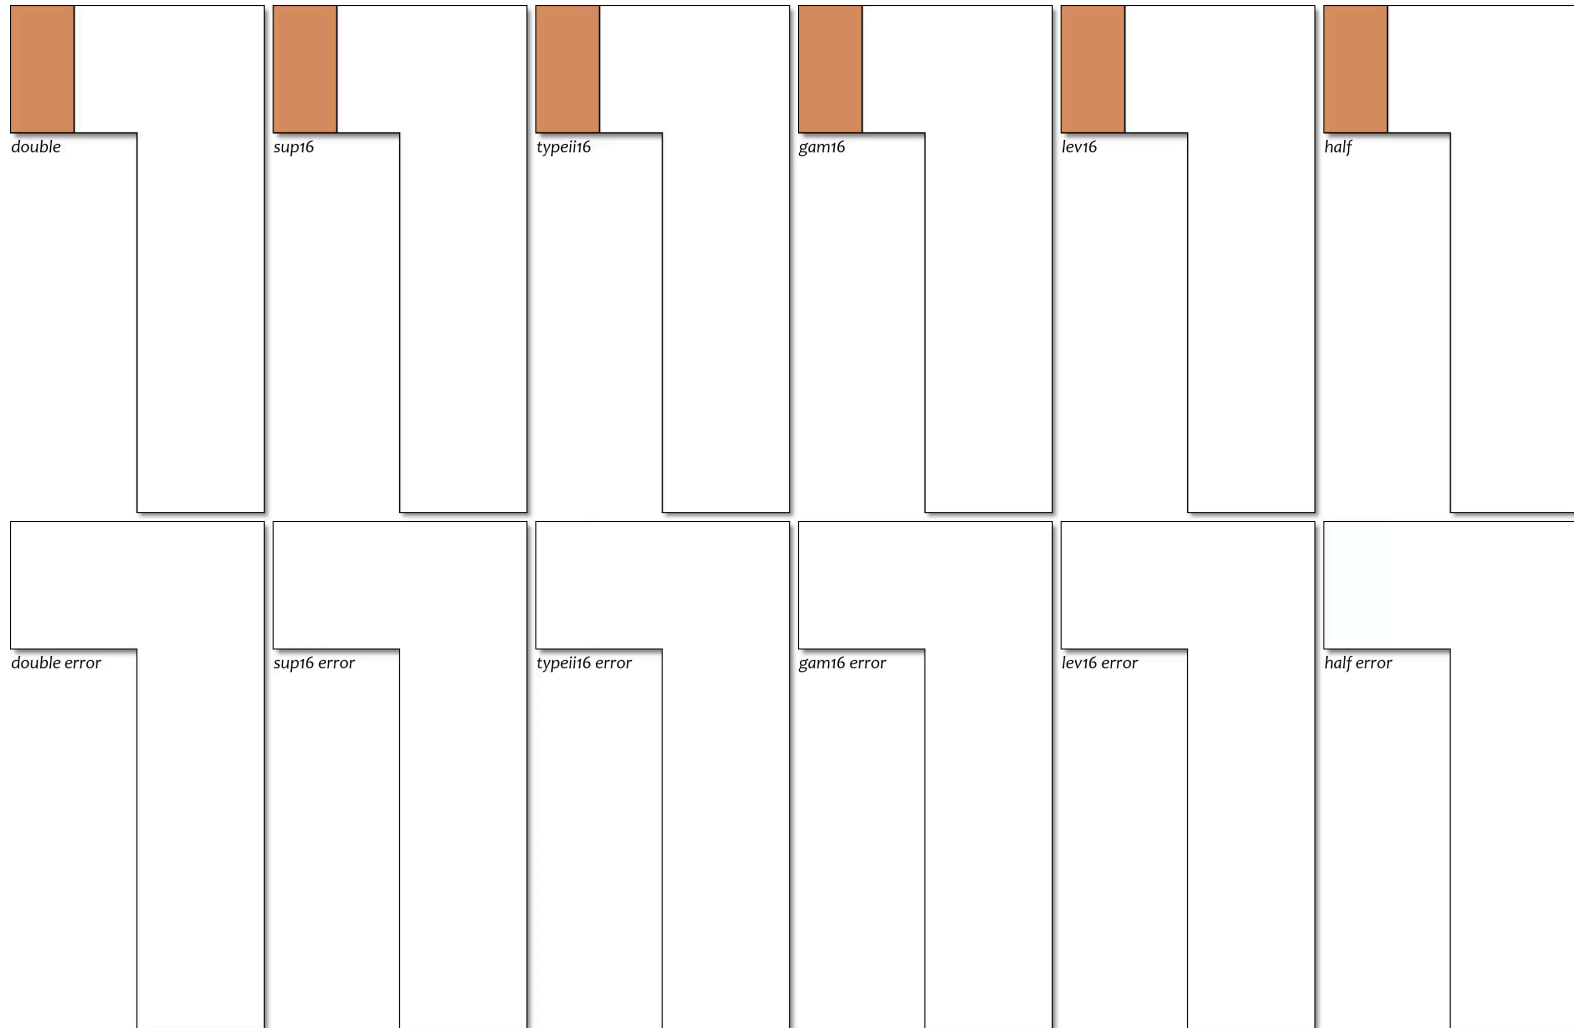 double
sup16
typeii16
gam16
lev16
half
double error
sup16 error
typeii16 error
gam16 error
lev16 error
half error